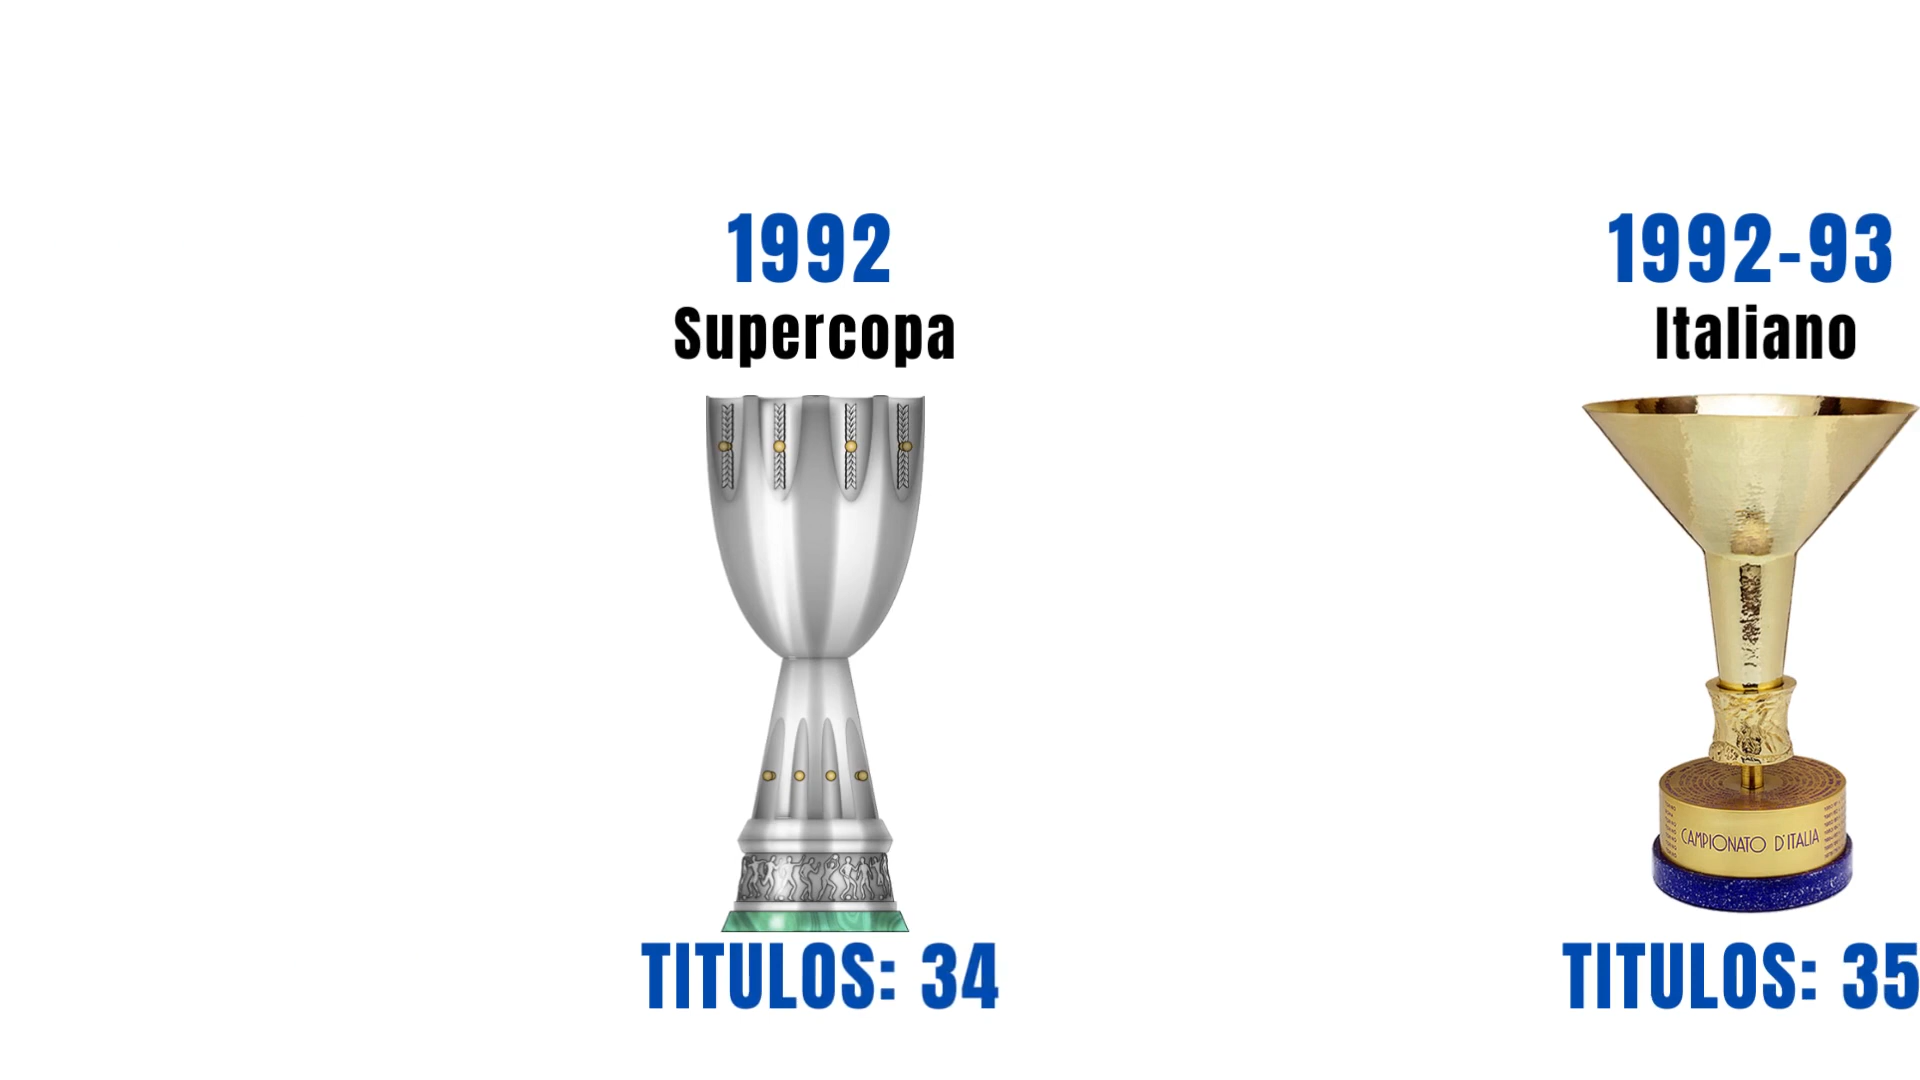 1992
Supercopa
TITULOS: 34
1992-93
Italiano
CAMPIONATO D'ITALIA
TITULOS: 35